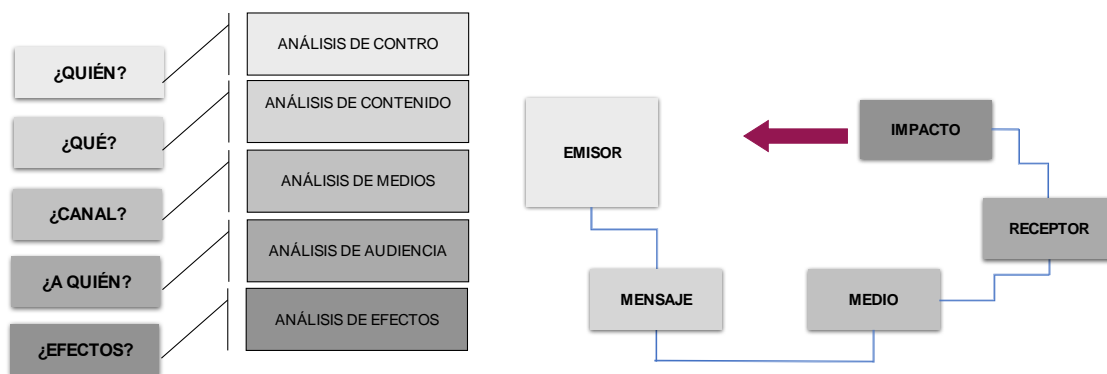 ¿QUIÉN?
ANÁLISIS DE CONTRO
¿QUÉ?
ANÁLISIS DE CONTENIDO
¿CANAL?
ANÁLISIS DE MEDIOS
¿A QUIÉN?
ANÁLISIS DE AUDIENCIA
¿EFECTOS?
ANÁLISIS DE EFECTOS
EMISOR
MENSAJE
MEDIO
RECEPTOR
IMPACTO